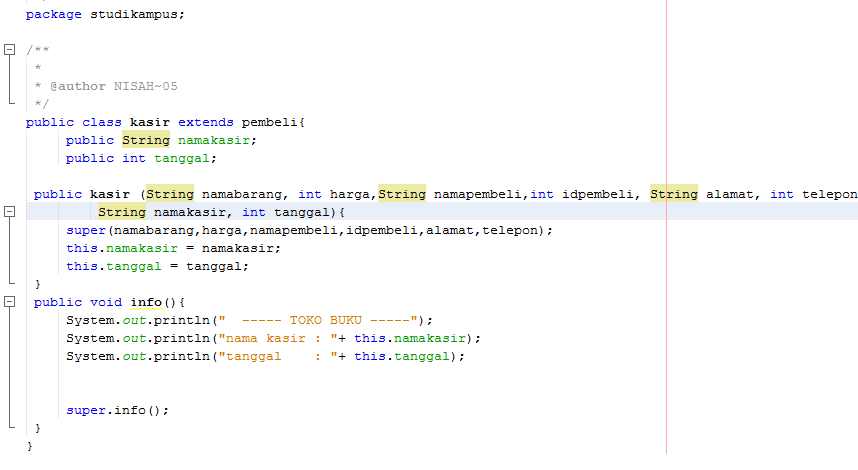 package studikampus;
/**
*
* @author NISAH~05
*/
public class kasir extends pembeli{
public String namakasir;
public int tanggal;
public kasir (String namabarang, int harga,String namapembeli,int idpembeli, String alamat, int telepon
String namakasir, int tanggal){
super(namabarang,harga,namapembeli,idpembeli,alamat,telepon);
this.namakasir = namakasir;
this.tanggal = tanggal;
}
public void info(){
System.out.println("  ----- TOKO BUKU -----");
System.out.println("nama kasir : "+ this.namakasir);
System.out.println("tanggal    : "+ this.tanggal);
super.info();
}
}